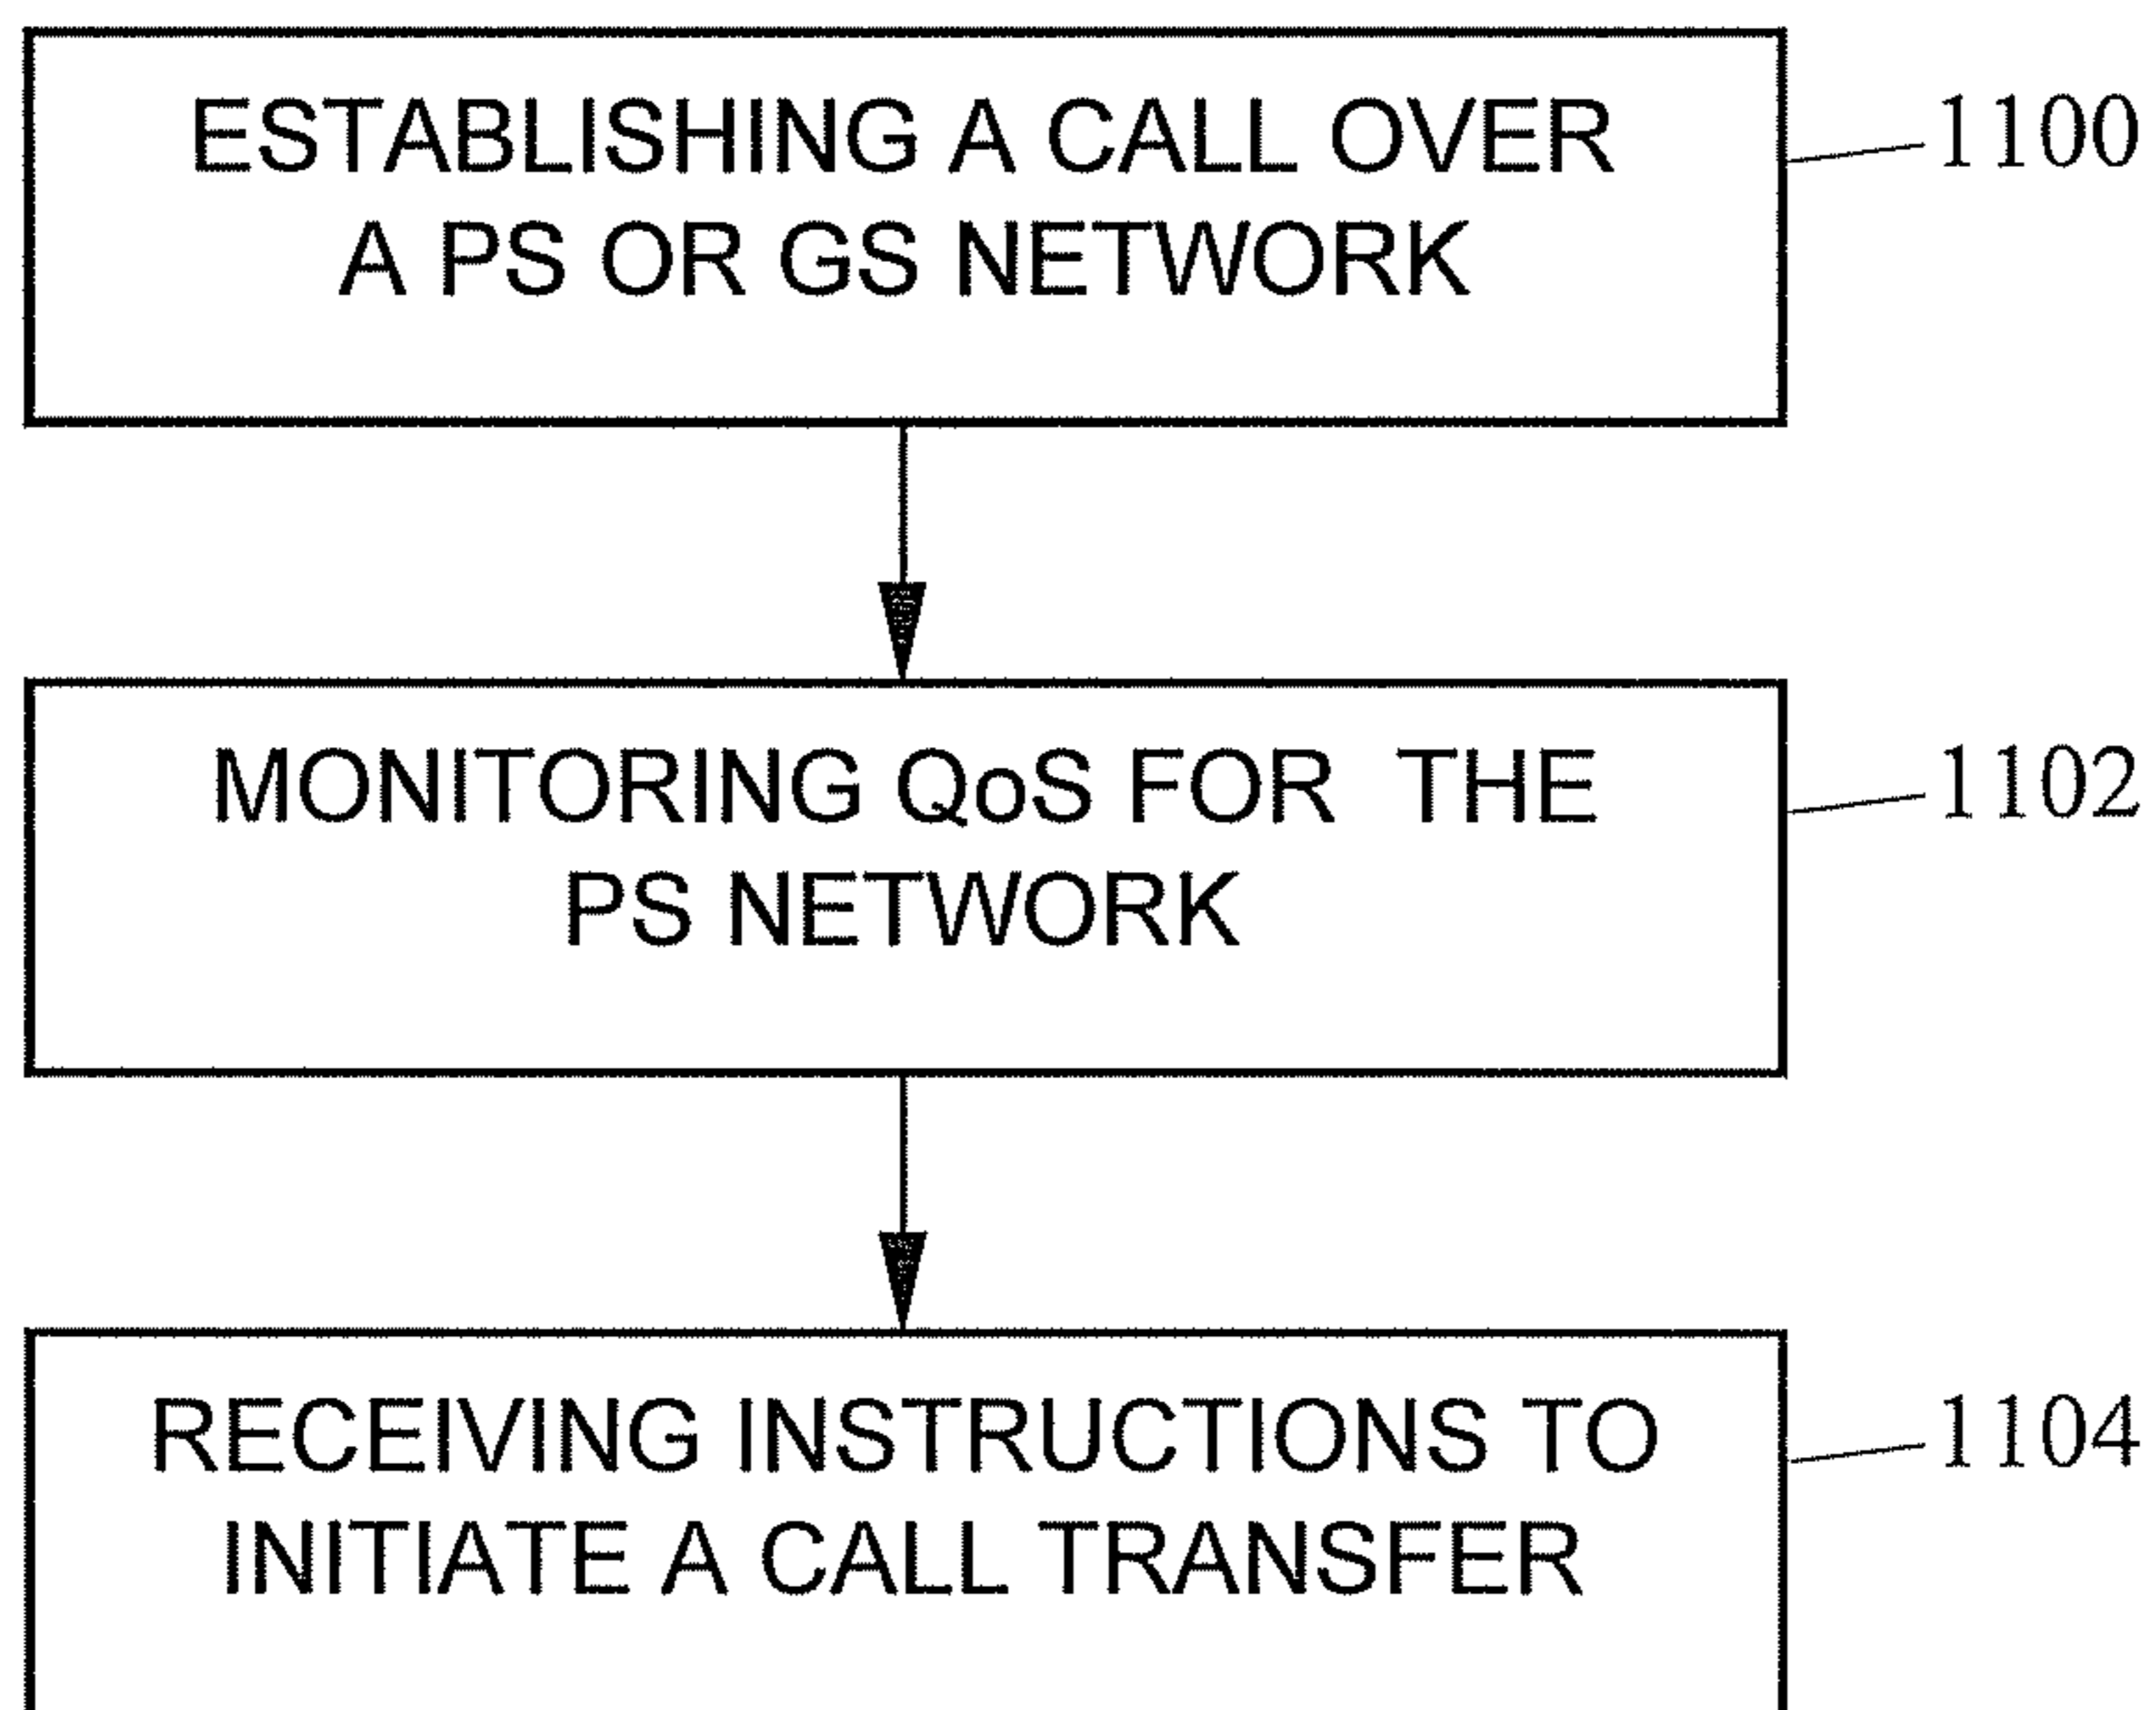 ESTABLISHING A CALL OVER
A PS OR GS NETWORK
1100
MONITORING QoS FOR THE
PS NETWORK
1102
RECEIVING INSTRUCTIONS TO
INITIATE A CALL TRANSFER
1104